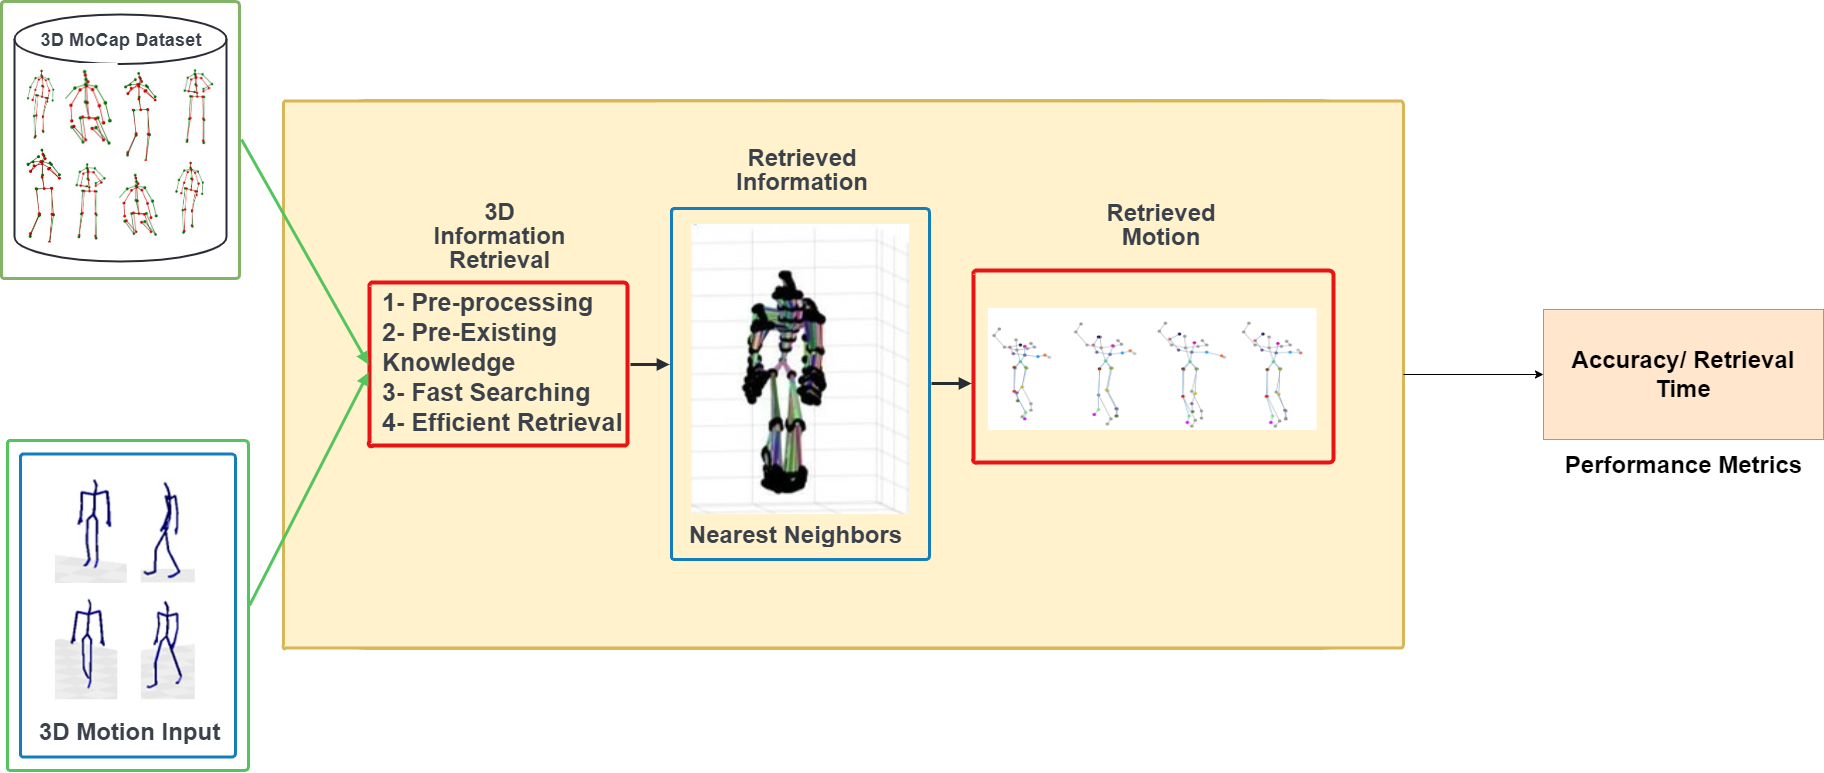 3D MoCap Dataset
3D Motion Input
3D
Information
Retrieval
1- Pre-processing
2- Pre-Existing
Knowledge
3- Fast Searching
4- Efficient Retrieval
Retrieved
Information
Nearest Neighbors
Retrieved
Motion
Accuracy/ Retrieval
Time
Performance Metrics